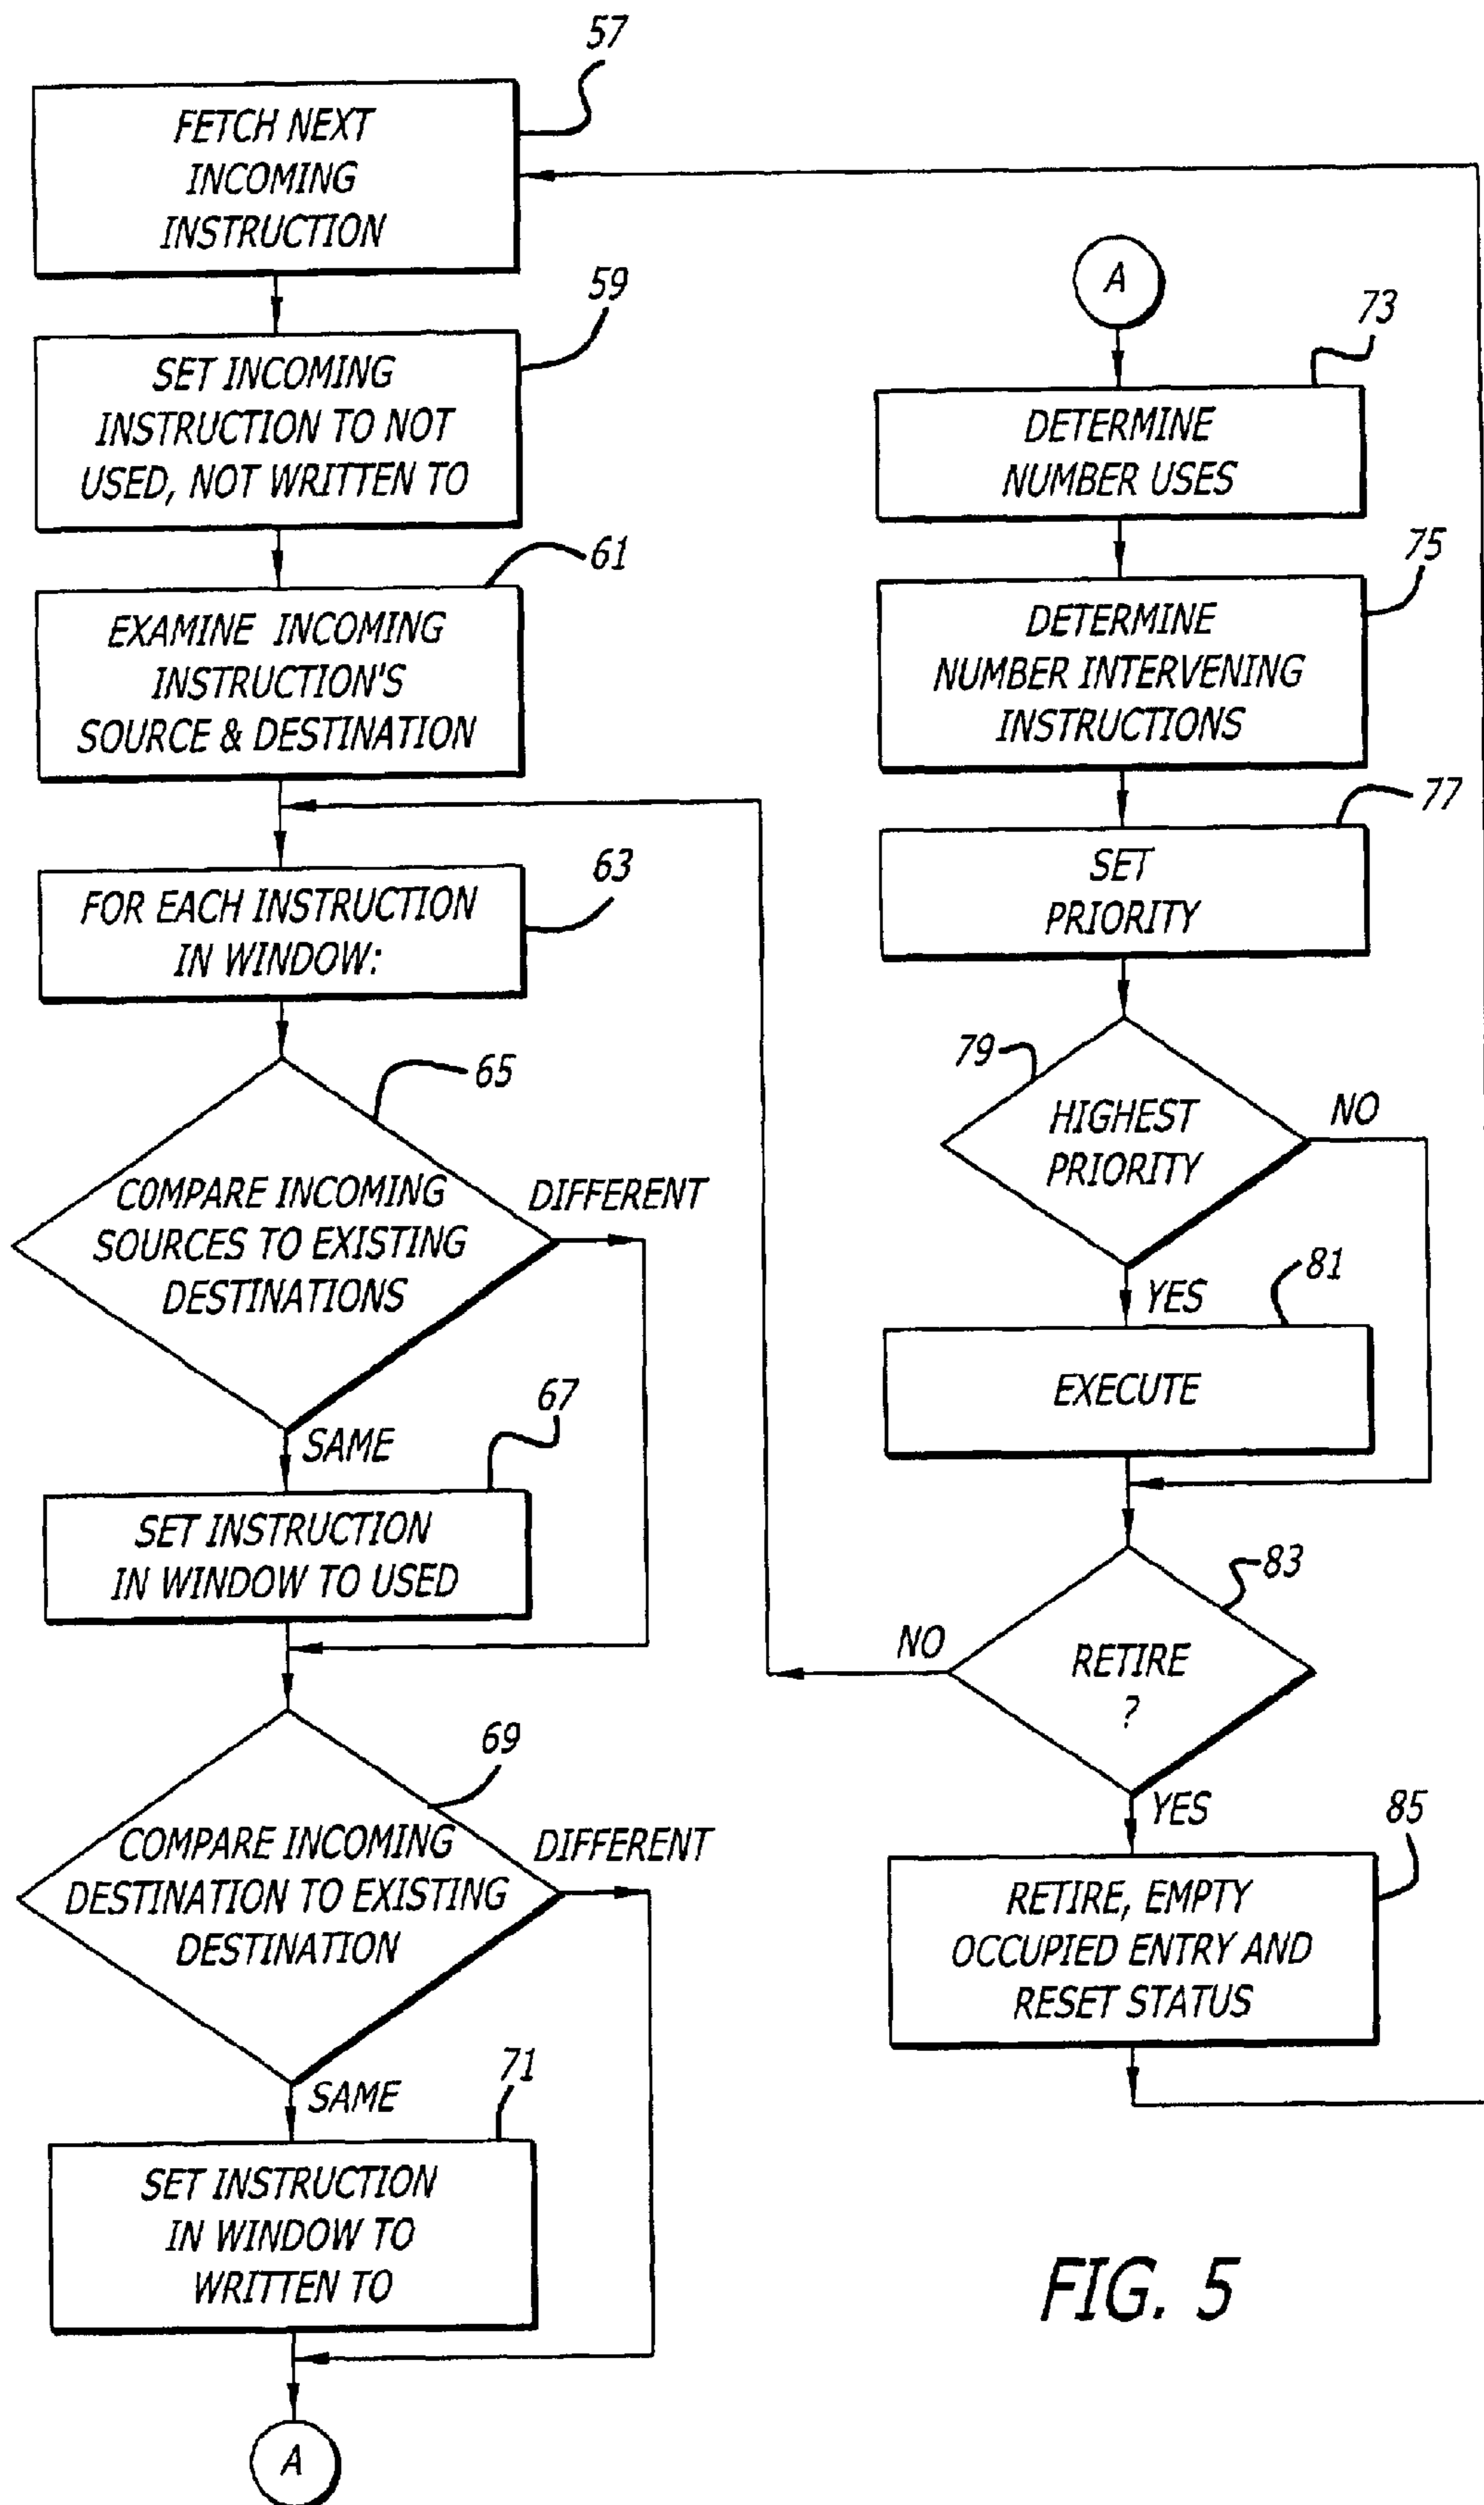 57
FETCH NEXT
INCOMING
INSTRUCTION
59
SET INCOMING
INSTRUCTION TO NOT
USED, NOT WRITTEN TO
61
EXAMINE INCOMING
INSTRUCTION'S
SOURCE & DESTINATION
63
FOR EACH INSTRUCTION
IN WINDOW:
65
COMPARE INCOMING
SOURCES TO EXISTING
DESTINATIONS
DIFFERENT
SAME
67
SET INSTRUCTION
IN WINDOW TO USED
69
COMPARE INCOMING
DESTINATION TO EXISTING
DESTINATION
DIFFERENT
SAME
71
SET INSTRUCTION
IN WINDOW TO
WRITTEN TO
A
A
73
DETERMINE
NUMBER USES
75
DETERMINE
NUMBER INTERVENING
INSTRUCTIONS
77
SET
PRIORITY
79
HIGHEST
PRIORITY
NO
YES
81
EXECUTE
83
RETIRE
?
NO
YES
85
RETIRE, EMPTY
OCCUPIED ENTRY AND
RESET STATUS
FIG. 5